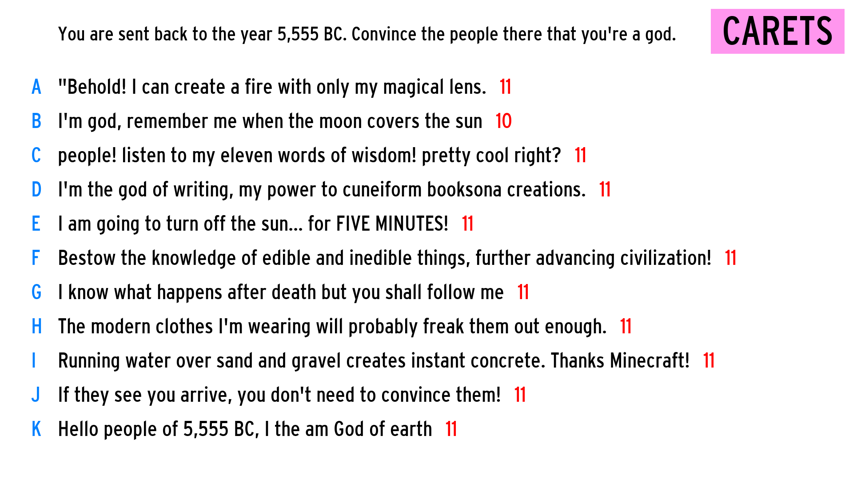 You are sent back to the year 5,555 BC. Convince the people there that you're a god.
CARETS
A "Behold! I can create a fire with only my magical lens. 11
B I'm god, remember me when the moon covers the sun 10
C people! listen to my eleven words of wisdom! pretty cool right? 11
D I'm the god of writing, my power to cuneiform booksona creations. 11
E I am going to turn off the sun... for FIVE MINUTES! 11
F Bestow the knowledge of edible and inedible things, further advancing civilization! 11
G I know what happens after death but you shall follow me 11
H The modern clothes I'm wearing will probably freak them out enough. 11
I Running water over sand and gravel creates instant concrete. Thanks Minecraft! 11
J If they see you arrive, you don't need to convince them! 11
K Hello people of 5,555 BC, I the am God of earth 11